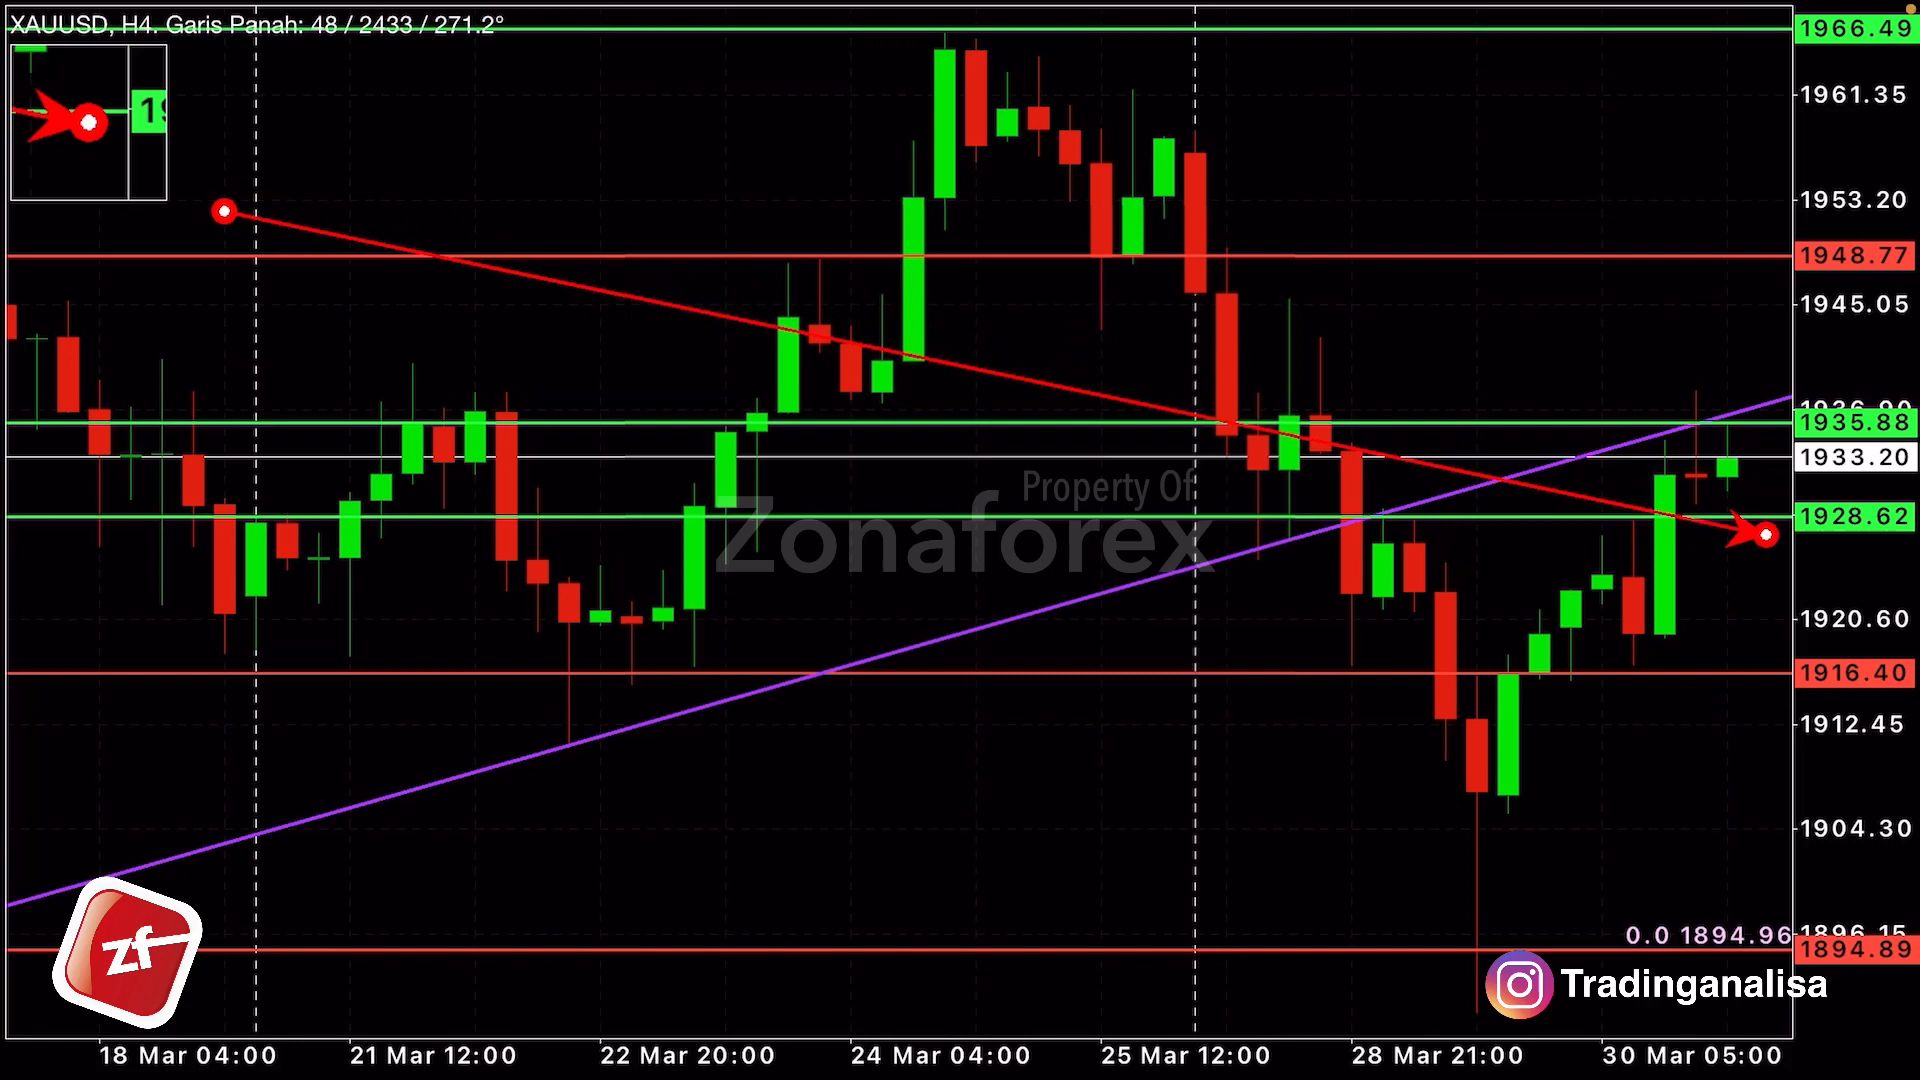 XAUUSD, H4. Garis Panah: 48 / 2433 / 271.2°
1966.49
1961.35
1953.20
1948.77
1945.05
1935.88
1933.20
Property Of
Zonaforex
1928.62
1920.60
1916.40
1912.45
1904.30
0.0 1894.96
1894.89
zf
Tradinganalisa
18 Mar 04:00
21 Mar 12:00
22 Mar 20:00
24 Mar 04:00
25 Mar 12:00
28 Mar 21:00
30 Mar 05:00